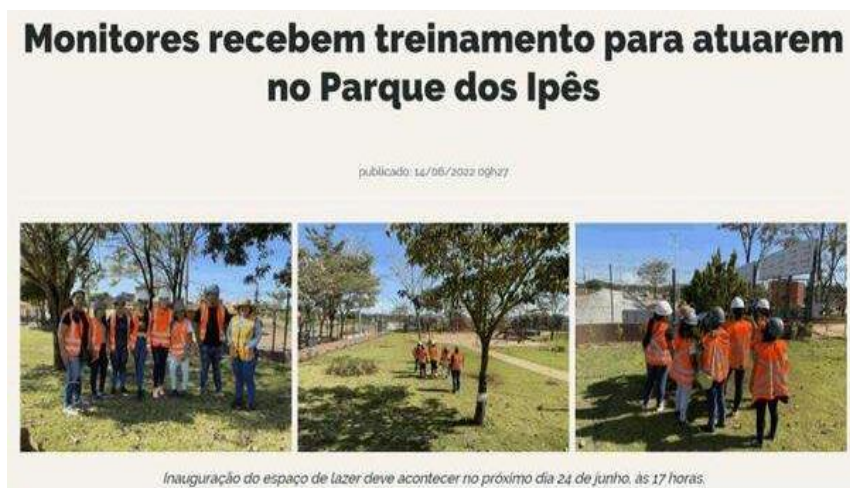 Monitores recebem treinamento para atuarem
no Parque dos Ipês
publicado: 14/06/2022 09h27
Inauguração do espaço de lazer deve acontecer no próximo dia 24 de junho, às 17 horas.